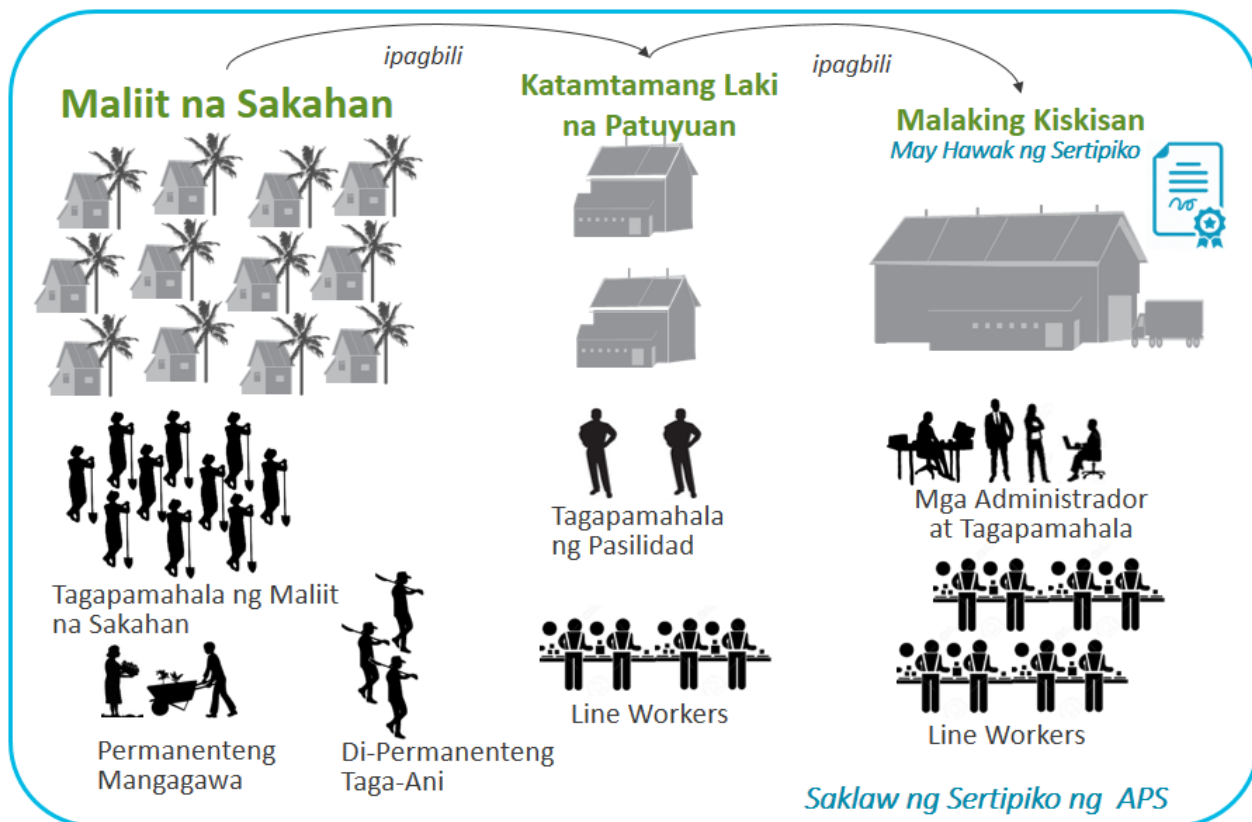 ipagbili
ipagbili
Maliit na Sakahan
Katamtamang Laki
na Patuyuan
Malaking Kiskisan
May Hawak ng Sertipiko
Tagapamahala ng Maliit
na Sakahan
Permanenteng
Mangagawa
Di-Permanenteng
Taga-Ani
Tagapamahala
ng Pasilidad
Line Workers
Mga Administrador
at Tagapamahala
Line Workers
Saklaw ng Sertipiko ng APS